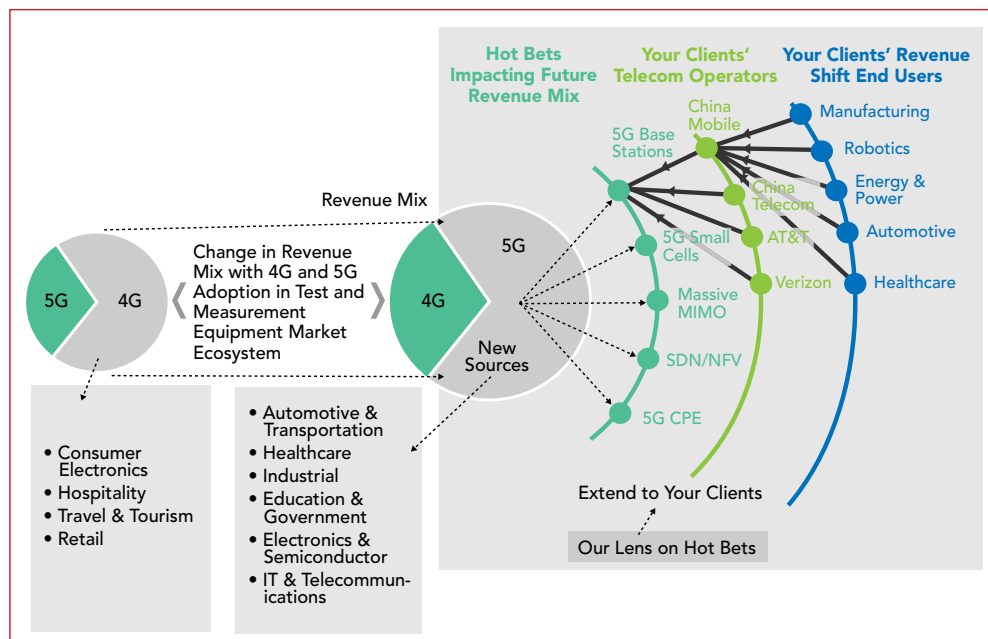 Hot Bets
Impacting Future
Revenue Mix
Your Clients'
Telecom Operators
Your Clients' Revenue
Shift End Users
China
Mobile
Manufacturing
5G Base
Stations
Robotics
Energy &
Power
China
Telecom
Revenue Mix
5G
5G Small
Cells
AT&T
Automotive
Change in Revenue
Mix with 4G and 5G
Adoption in Test and
Measurement
Equipment Market
Ecosystem
5G
4G
4G
Massive
MIMO
Verizon
Healthcare
New
Sources
SDN/NFV
5G CPE
• Consumer
Electronics
• Hospitality
• Travel & Tourism
• Retail
• Automotive &
Transportation
• Healthcare
• Industrial
• Education &
Government
• Electronics &
Semiconductor
• IT & Telecommun-
ications
Extend to Your Clients
Our Lens on Hot Bets